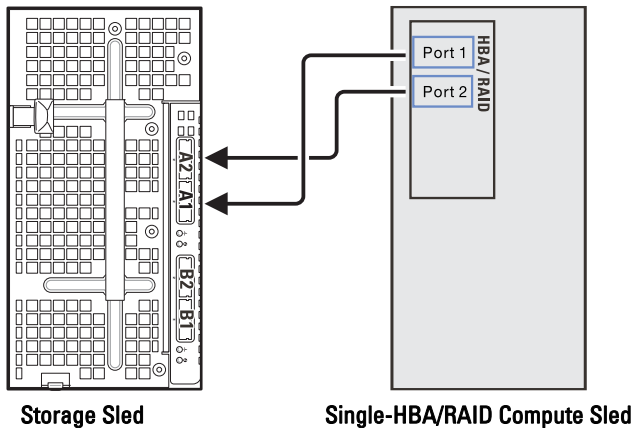 Port 1
Port 2
HBA / RAID
A2
A1
B2
B1
Storage Sled
Single-HBA/RAID Compute Sled